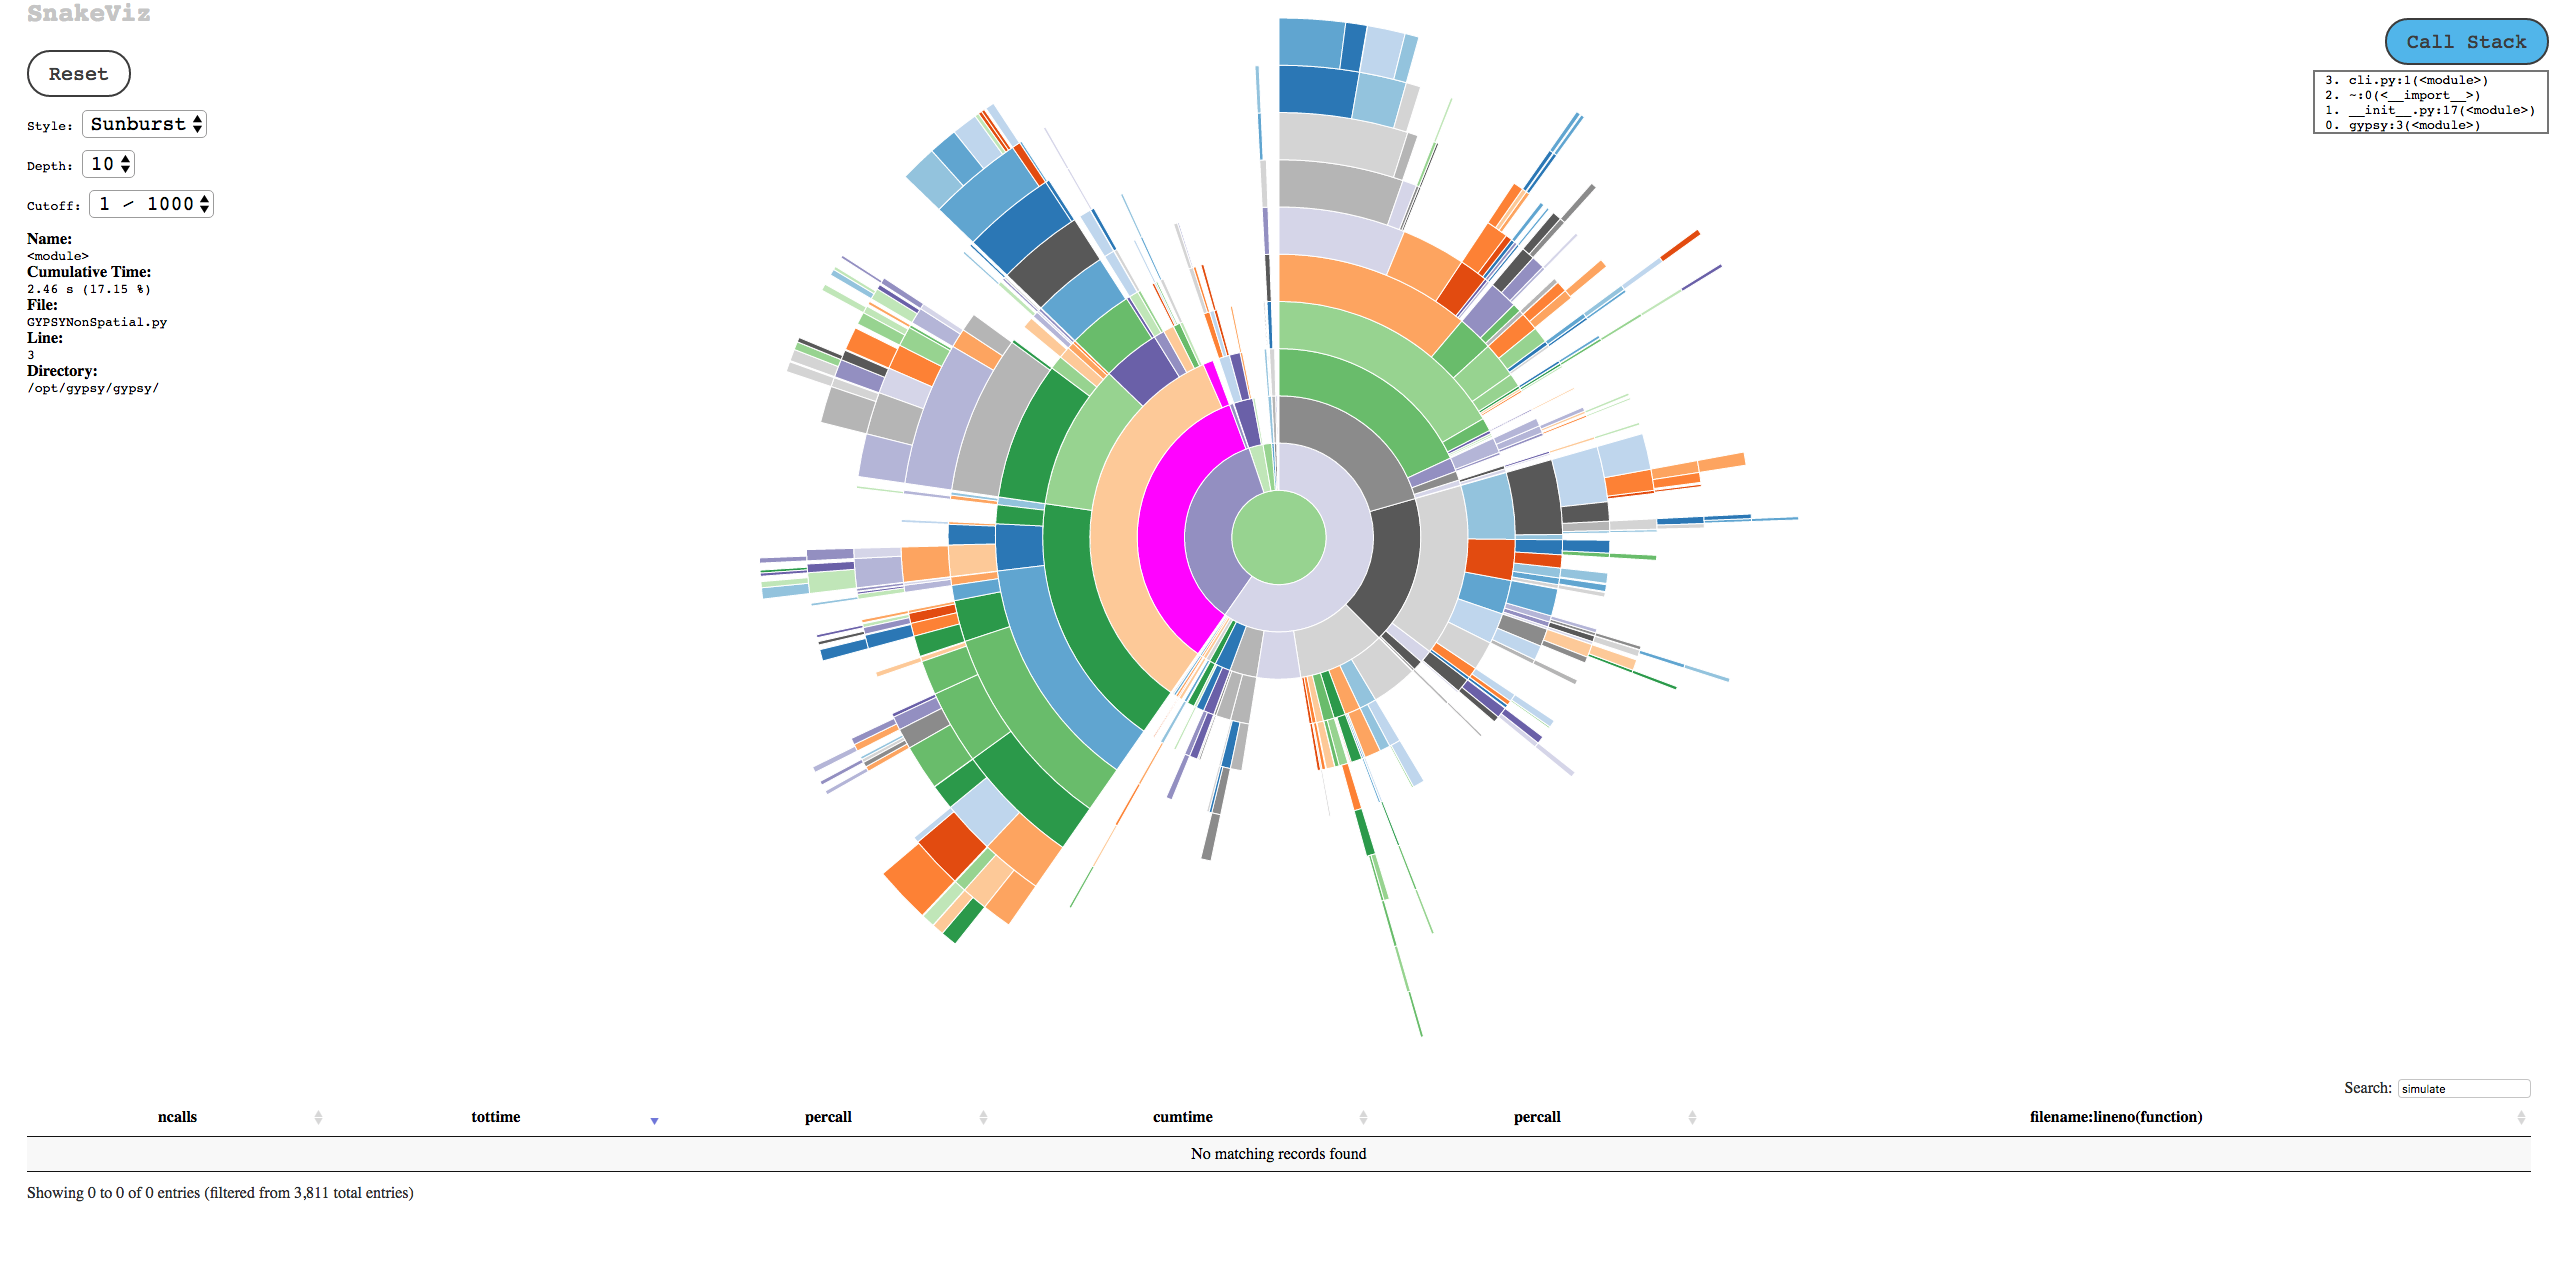 SnakeViz
Reset
Style: Sunburst
Depth: 10
Cutoff: 1 / 1000
Name:
<module>
Cumulative Time:
2.46 s (17.15 %)
File:
GYPSYNonSpatial.py
Line:
3
Directory:
/opt/gypsy/gypsy/
Call Stack
3. cli.py:1(<module>)
2. ~:0(<__import__>)
1. __init__.py:17(<module>)
0. gypsy:3(<module>)
Search: simulate
ncalls tottime percall cumtime percall filename:lineno(function)
No matching records found
Showing 0 to 0 of 0 entries (filtered from 3,811 total entries)